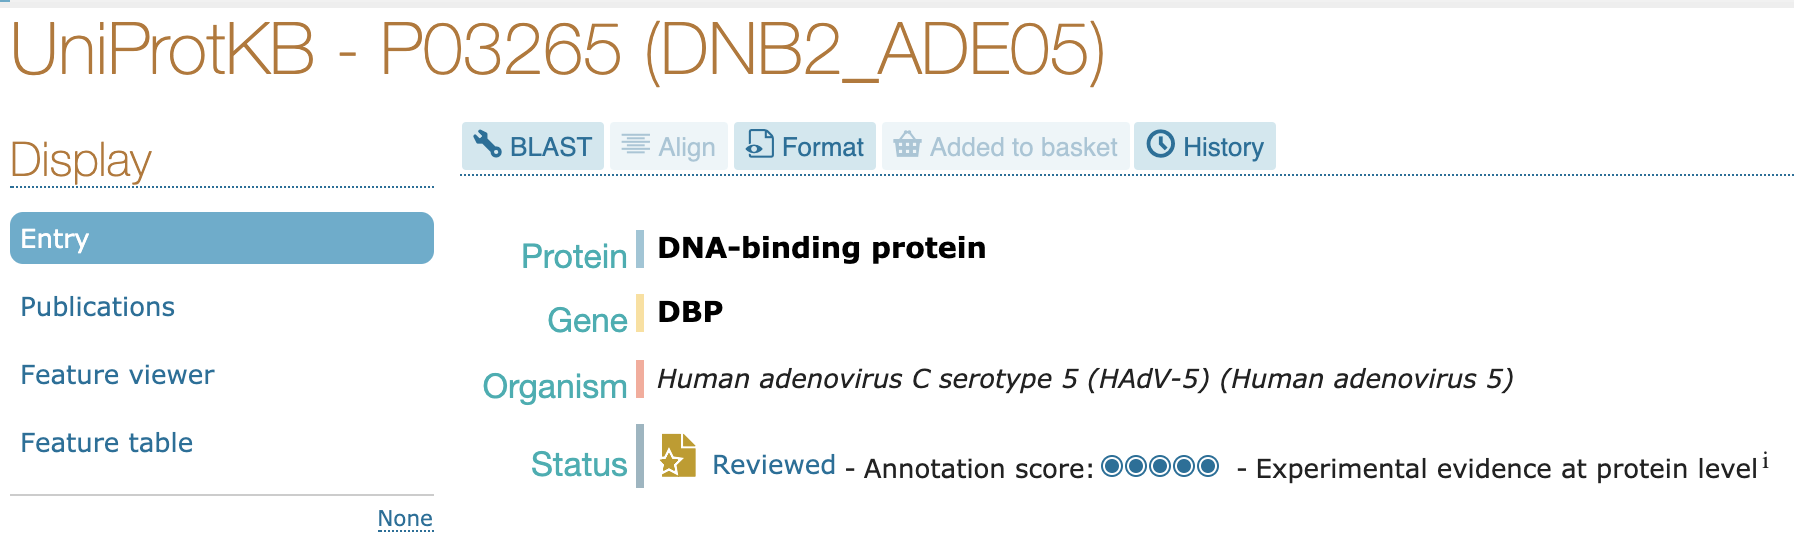 UniProtKB - P03265 (DNB2_ADE05)
Display
Entry
Publications
Feature viewer
Feature table
None
BLAST Align Format Added to basket History
Protein DNA-binding protein
Gene DBP
Organism Human adenovirus C serotype 5 (HAdV-5) (Human adenovirus 5)
Status Reviewed - Annotation score: - Experimental evidence at protein level i